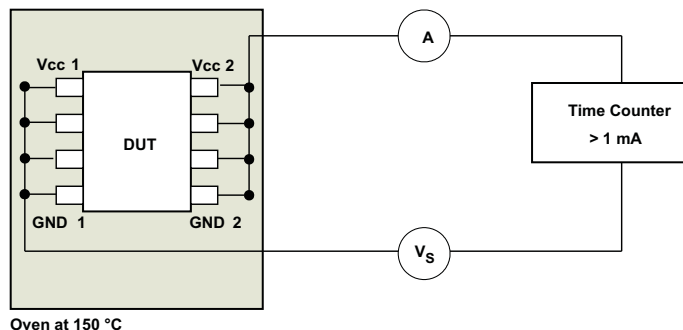 Vcc 1
Vcc 2
A
DUT
Time Counter
> 1 mA
GND 1
GND 2
VS
Oven at 150 °C